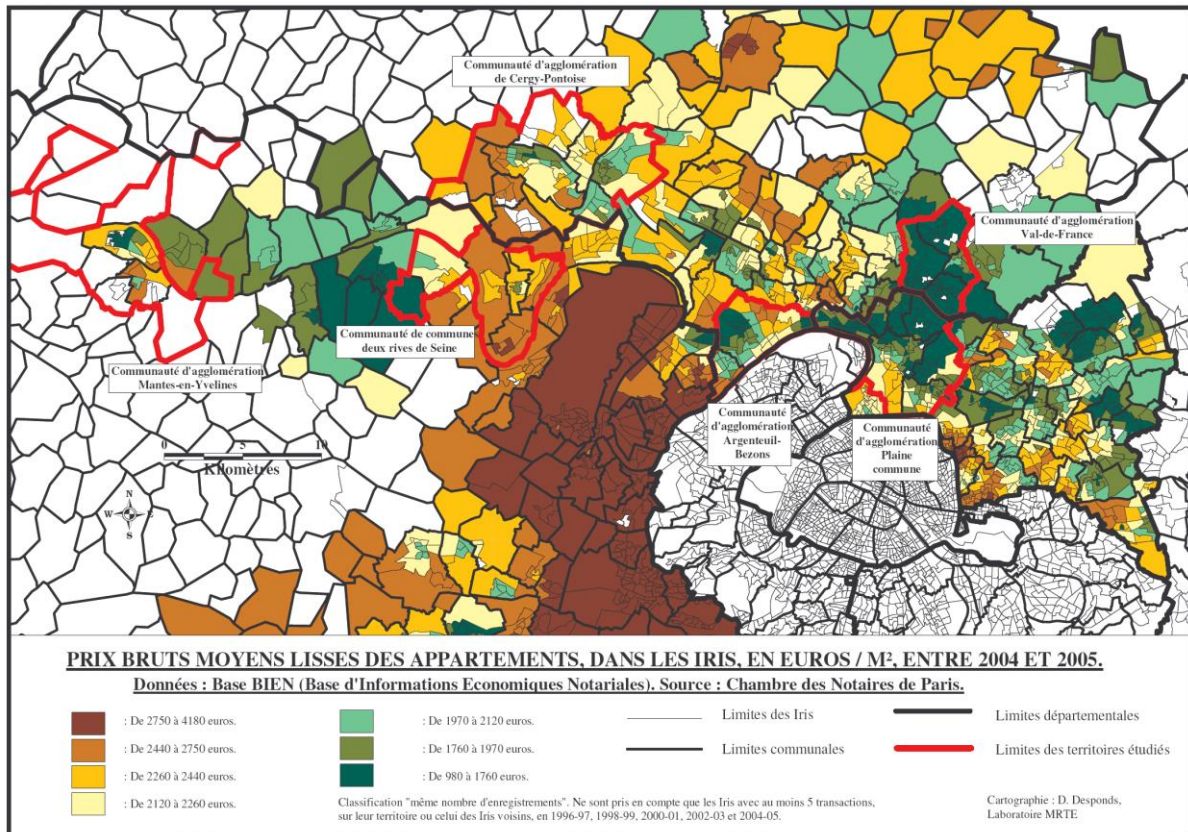 Communauté d'agglomération
de Cergy-Pontoise
Communauté d'agglomération
Val-de-France
Communauté de commune
deux rives de Seine
Communauté d'agglomération
Mantes-en-Yvelines
Communauté
d'agglomération
Argenteuil-
Bezons
Communauté
d'agglomération
Plaine
commune
0 5 10
Kilomètres
N
W E
S
PRIX BRUTS MOYENS LISSES DES APPARTEMENTS, DANS LES IRIS, EN EUROS / M², ENTRE 2004 ET 2005.
Données : Base BIEN (Base d'Informations Economiques Notariales). Source : Chambre des Notaires de Paris.
: De 2750 à 4180 euros.
: De 2440 à 2750 euros.
: De 2260 à 2440 euros.
: De 2120 à 2260 euros.
: De 1970 à 2120 euros.
: De 1760 à 1970 euros.
: De 980 à 1760 euros.
Limites des Iris
Limites communales
Limites départementales
Limites des territoires étudiés
Classification "même nombre d'enregistrements". Ne sont pris en compte que les Iris avec au moins 5 transactions,
sur leur territoire ou celui des Iris voisins, en 1996-97, 1998-99, 2000-01, 2002-03 et 2004-05.
Cartographie : D. Desponds,
Laboratoire MRTE